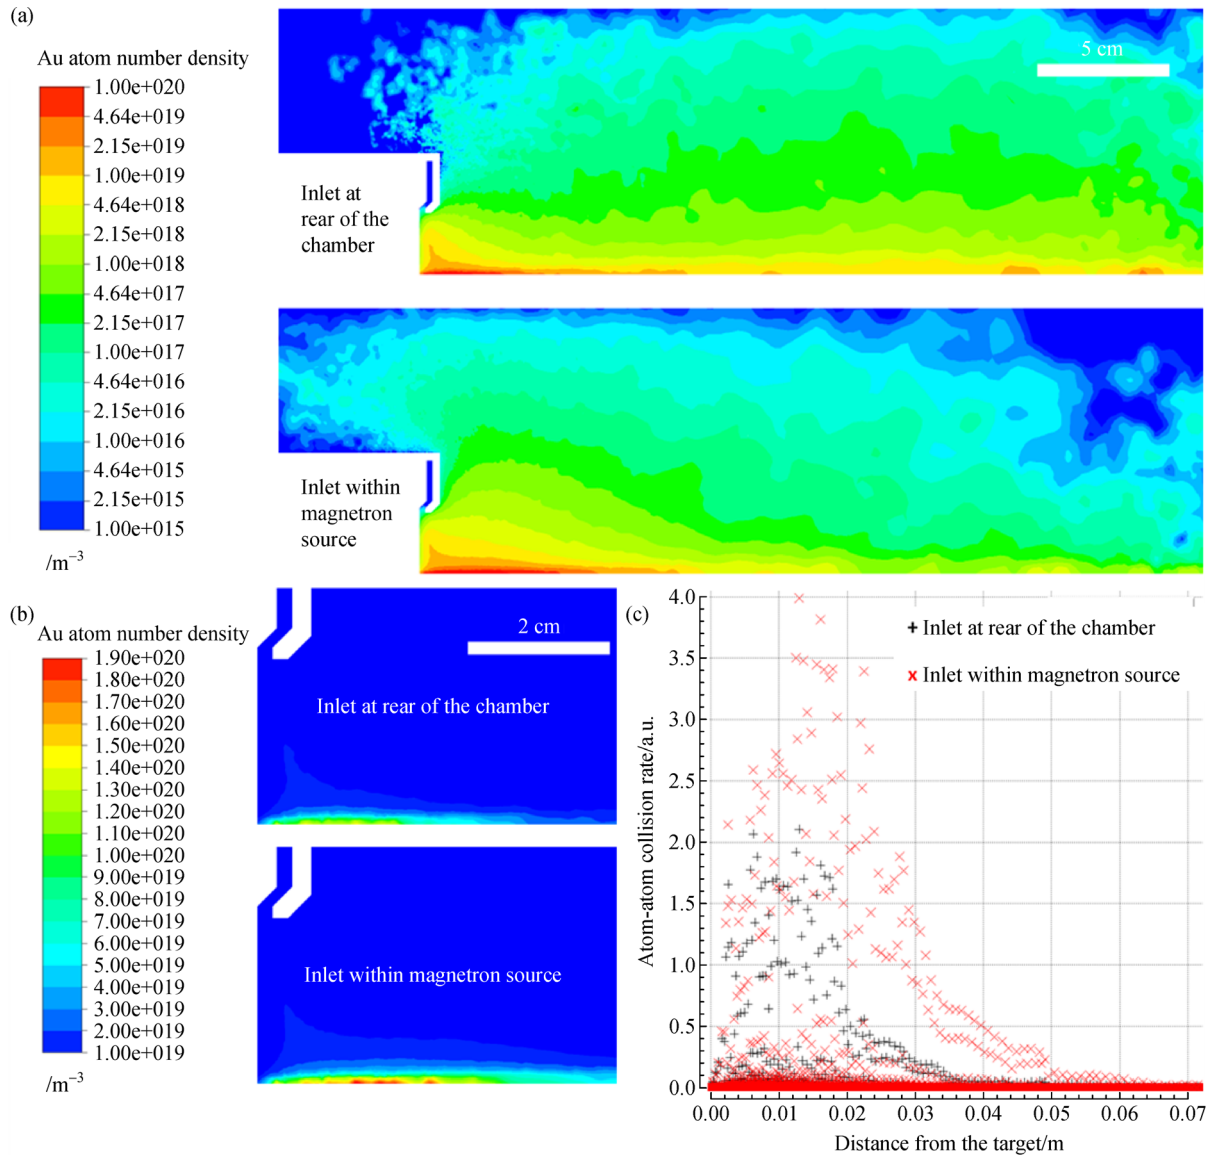 (a)
Au atom number density
1.00e+020
4.64e+019
2.15e+019
1.00e+019
4.64e+018
2.15e+018
1.00e+018
4.64e+017
2.15e+017
1.00e+017
4.64e+016
2.15e+016
1.00e+016
4.64e+015
2.15e+015
1.00e+015
/m⁻³
5 cm
Inlet at
rear of the
chamber
Inlet within
magnetron
source
(b)
Au atom number density
1.90e+020
1.80e+020
1.70e+020
1.60e+020
1.50e+020
1.40e+020
1.30e+020
1.20e+020
1.10e+020
1.00e+020
9.00e+019
8.00e+019
7.00e+019
6.00e+019
5.00e+019
4.00e+019
3.00e+019
2.00e+019
1.00e+019
/m⁻³
2 cm
Inlet at rear of the chamber
Inlet within magnetron source
(c)
Atom-atom collision rate/a.u.
4.0
3.5
3.0
2.5
2.0
1.5
1.0
0.5
0.0
+ Inlet at rear of the chamber
x Inlet within magnetron source
0.00 0.01 0.02 0.03 0.04 0.05 0.06 0.07
Distance from the target/m